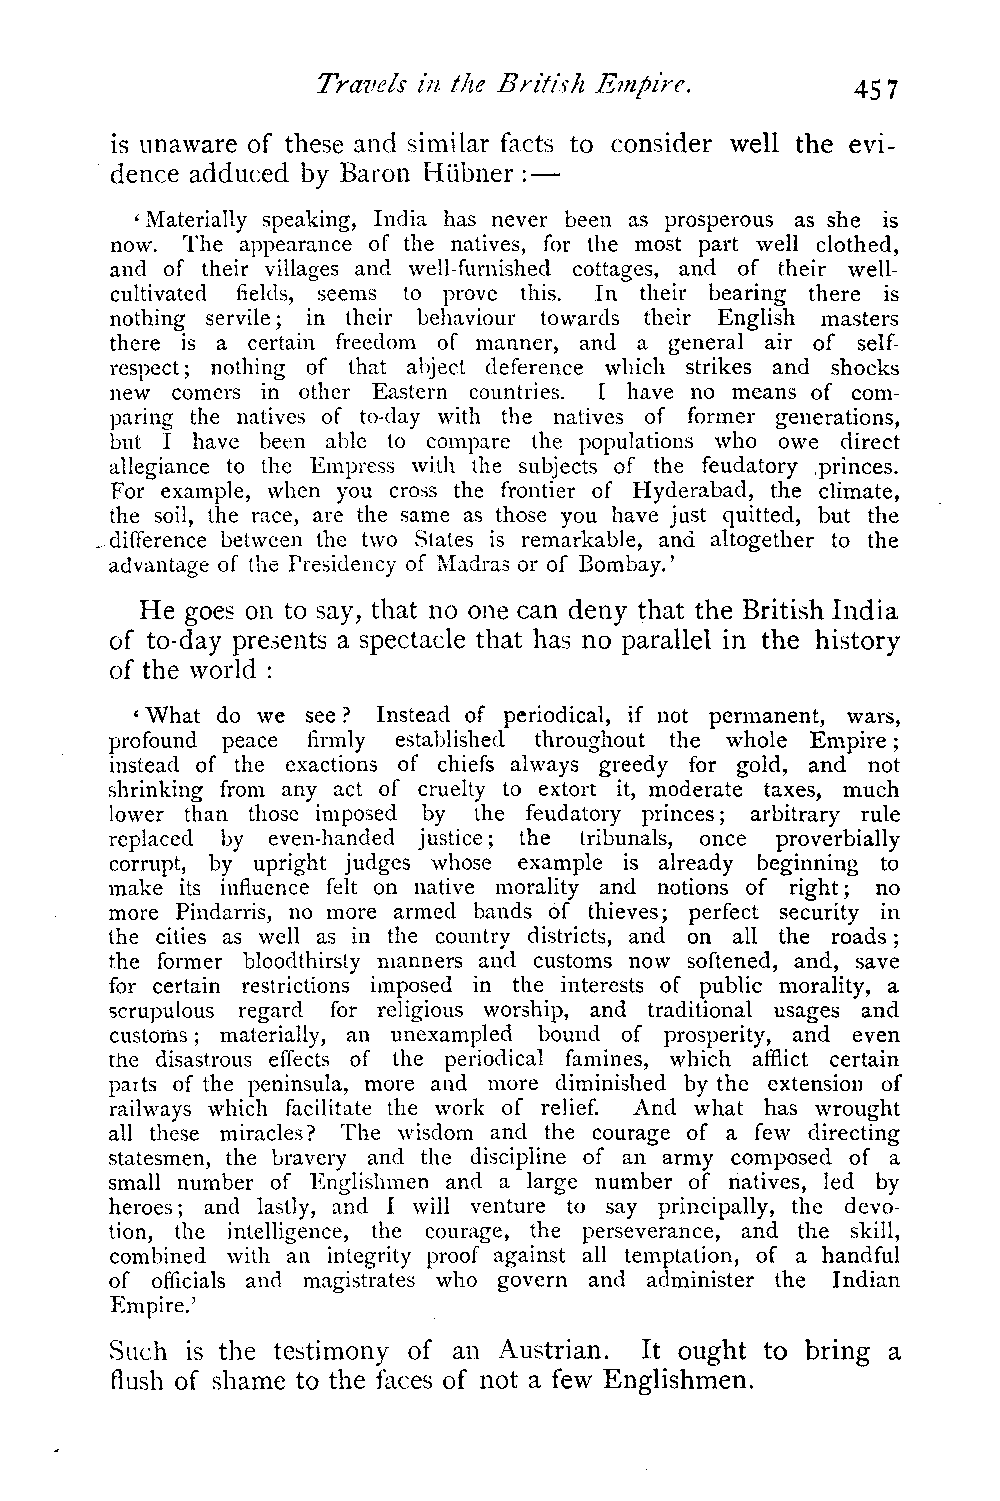 Travels in the British Empire. 457
is unaware of these and similar facts to consider well the evi-
dence adduced by Baron Hübner :—
‘ Materially speaking, India has never been as prosperous as she is
now. The appearance of the natives, for the most part well clothed,
and of their villages and well-furnished cottages, and of their well-
cultivated fields, seems to prove this. In their bearing there is
nothing servile; in their behaviour towards their English masters
there is a certain freedom of manner, and a general air of self-
respect; nothing of that abject deference which strikes and shocks
new comers in other Eastern countries. I have no means of com-
paring the natives of to-day with the natives of former generations,
but I have been able to compare the populations who owe direct
allegiance to the Empress with the subjects of the feudatory princes.
For example, when you cross the frontier of Hyderabad, the climate,
the soil, the race, are the same as those you have just quitted, but the
difference between the two States is remarkable, and altogether to the
advantage of the Presidency of Madras or of Bombay.’
He goes on to say, that no one can deny that the British India
of to-day presents a spectacle that has no parallel in the history
of the world :
‘ What do we see? Instead of periodical, if not permanent, wars,
profound peace firmly established throughout the whole Empire;
instead of the exactions of chiefs always greedy for gold, and not
shrinking from any act of cruelty to extort it, moderate taxes, much
lower than those imposed by the feudatory princes; arbitrary rule
replaced by even-handed justice; the tribunals, once proverbially
corrupt, by upright judges whose example is already beginning to
make its influence felt on native morality and notions of right; no
more Pindarris, no more armed bands of thieves; perfect security in
the cities as well as in the country districts, and on all the roads;
the former bloodthirsty manners and customs now softened, and, save
for certain restrictions imposed in the interests of public morality, a
scrupulous regard for religious worship, and traditional usages and
customs; materially, an unexampled bound of prosperity, and even
the disastrous effects of the periodical famines, which afflict certain
parts of the peninsula, more and more diminished by the extension of
railways which facilitate the work of relief. And what has wrought
all these miracles? The wisdom and the courage of a few directing
statesmen, the bravery and the discipline of an army composed of a
small number of Englishmen and a large number of natives, led by
heroes; and lastly, and I will venture to say principally, the devo-
tion, the intelligence, the courage, the perseverance, and the skill,
combined with an integrity proof against all temptation, of a handful
of officials and magistrates who govern and administer the Indian
Empire.’
Such is the testimony of an Austrian. It ought to bring a
flush of shame to the faces of not a few Englishmen.